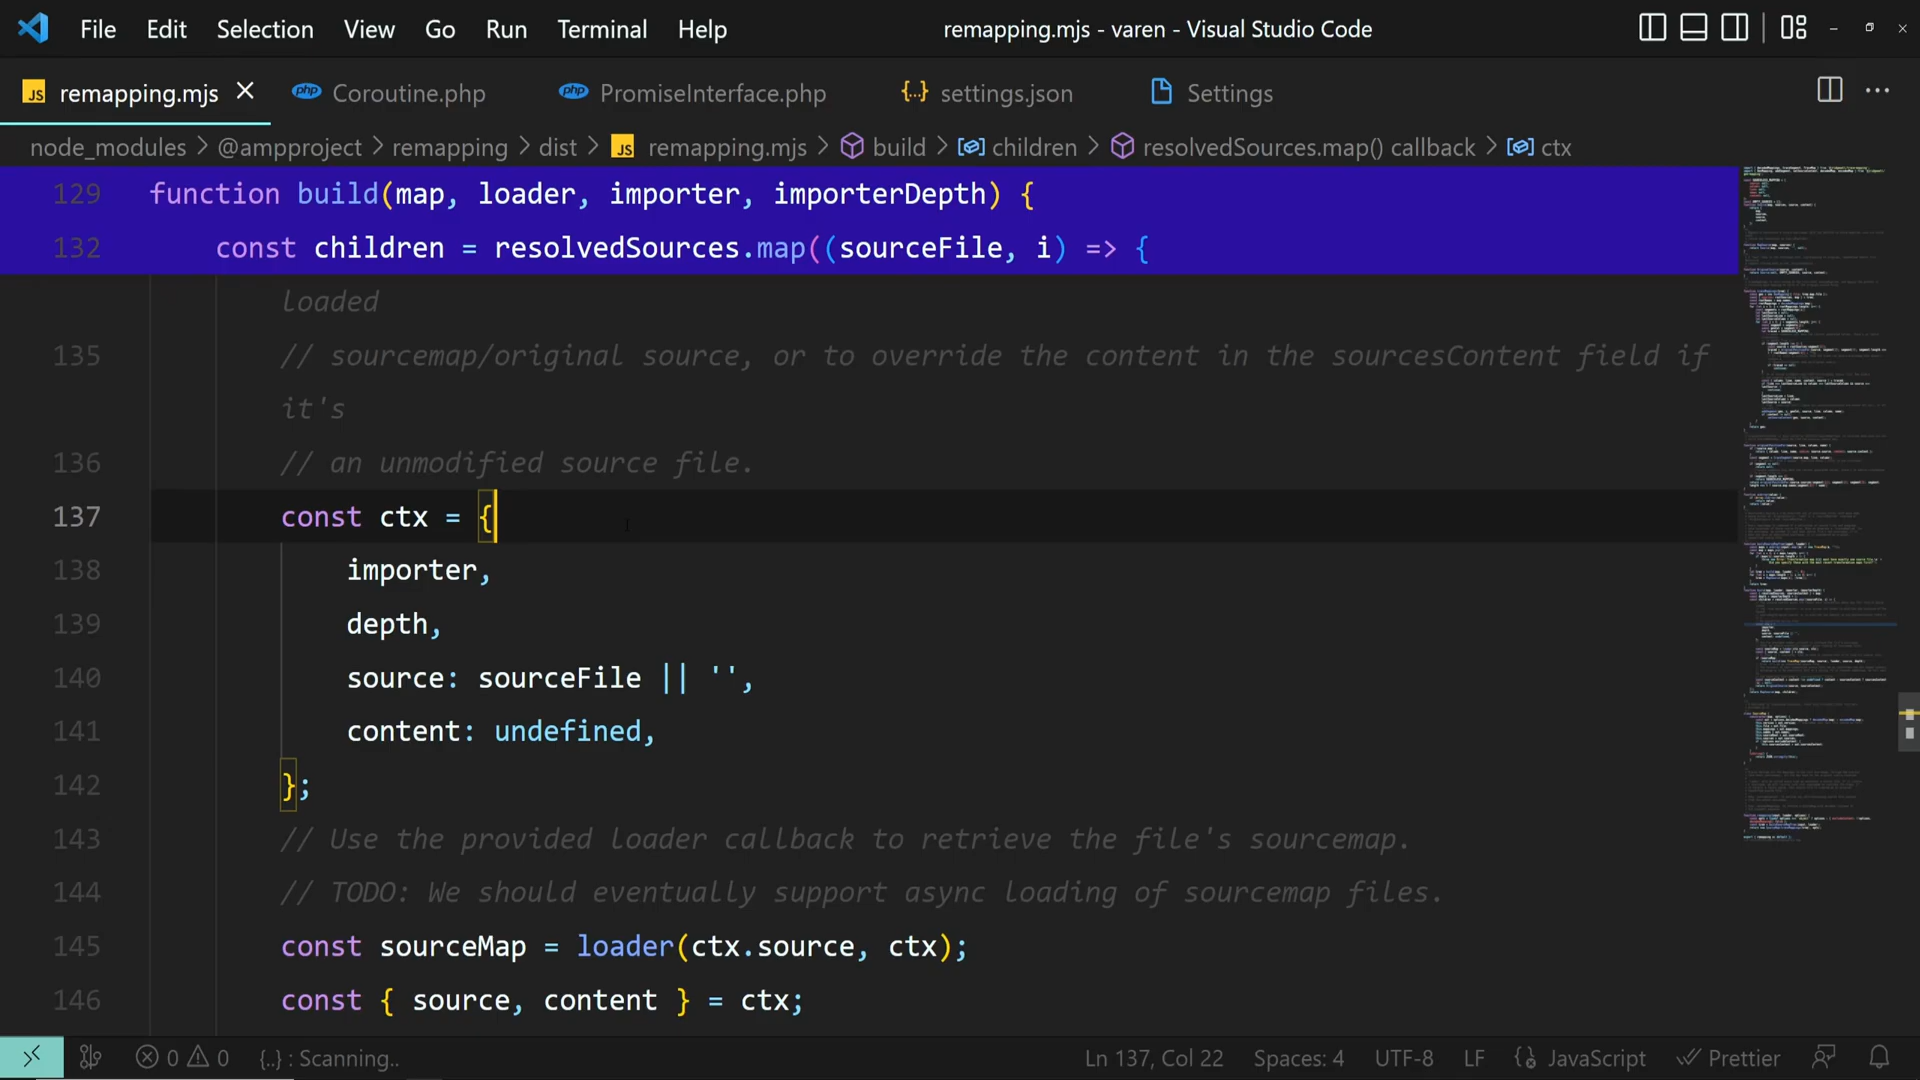 File Edit Selection View Go Run Terminal Help remapping.mjs - varen - Visual Studio Code
JS remapping.mjs php Coroutine.php php PromiseInterface.php {..} settings.json Settings
node_modules > @ampproject > remapping > dist > JS remapping.mjs > build > children > resolvedSources.map() callback > ctx
129 function build(map, loader, importer, importerDepth) {
132 const children = resolvedSources.map((sourceFile, i) => {
loaded
135 // sourcemap/original source, or to override the content in the sourcesContent field if
it's
136 // an unmodified source file.
137 const ctx = {
138 importer,
139 depth,
140 source: sourceFile || '',
141 content: undefined,
142 };
143 // Use the provided loader callback to retrieve the file's sourcemap.
144 // TODO: We should eventually support async loading of sourcemap files.
145 const sourceMap = loader(ctx.source, ctx);
146 const { source, content } = ctx;
0 0 {..} : Scanning.. Ln 137, Col 22 Spaces: 4 UTF-8 LF JavaScript Prettier